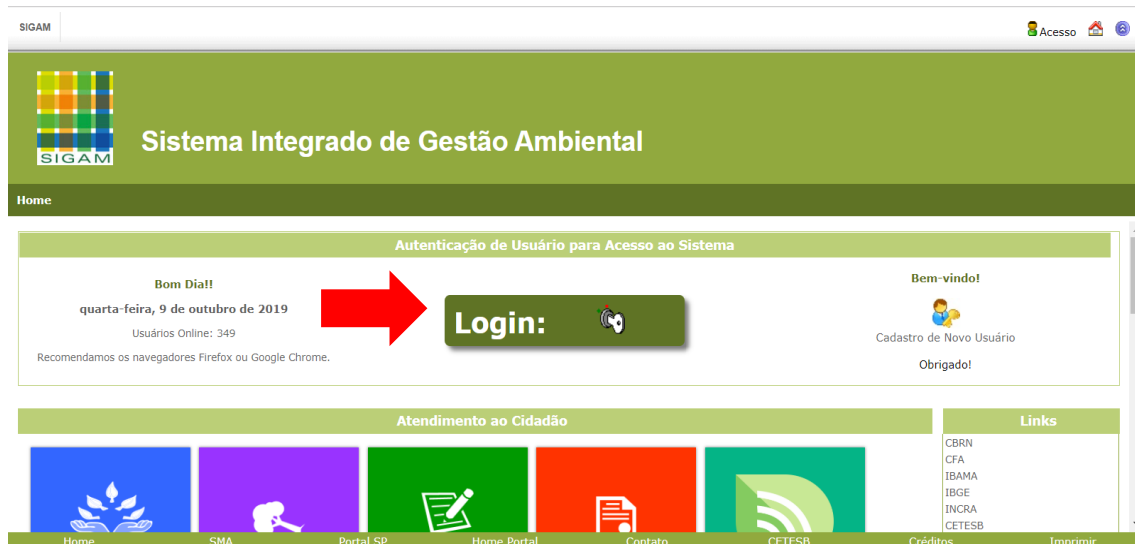 SIGAM
Acesso
SIGAM
Sistema Integrado de Gestão Ambiental
Home
Autenticação de Usuário para Acesso ao Sistema
Bom Dia!!
quarta-feira, 9 de outubro de 2019
Usuários Online: 349
Recomendamos os navegadores Firefox ou Google Chrome.
Login:
Bem-vindo!
Cadastro de Novo Usuário
Obrigado!
Atendimento ao Cidadão
Links
CBRN
CFA
IBAMA
IBGE
INCRA
CETESB
Home SMA Portal SP Home Portal Contato CETESB Créditos Imprimir